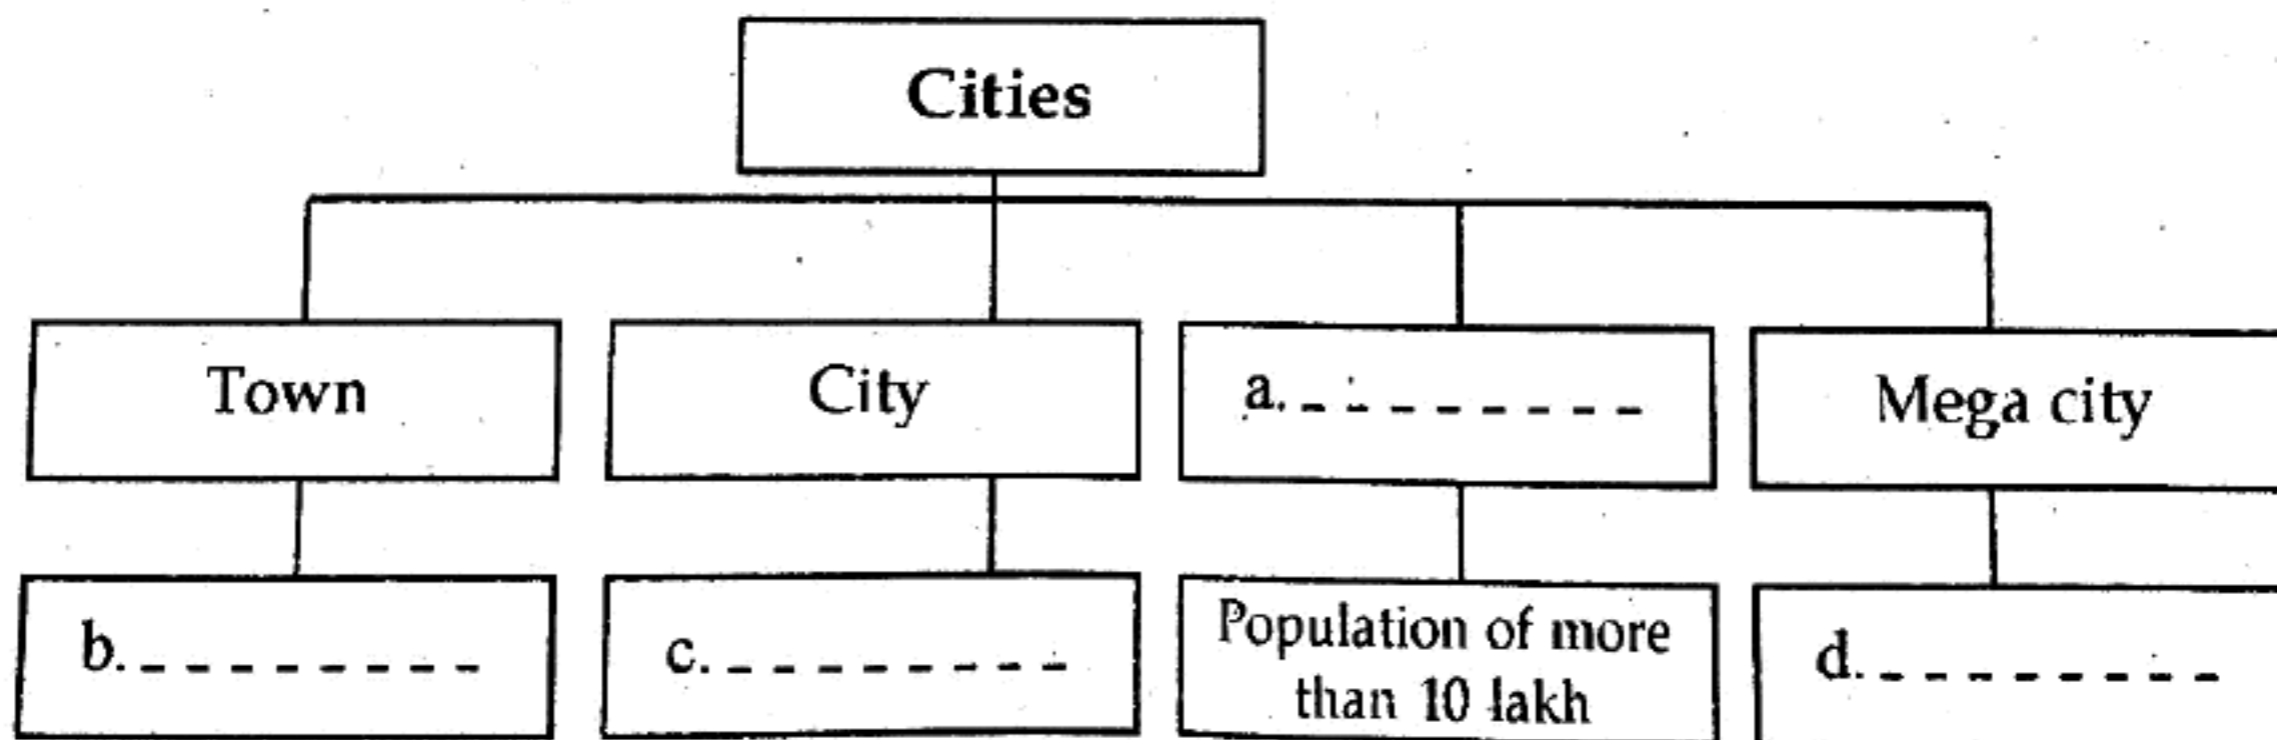 Cities
Town
City
a. _ _ _ _ _ _ _ _
Mega city
b. _ _ _ _ _ _ _ _
c. _ _ _ _ _ _ _ _
Population of more
than 10 lakh
d. _ _ _ _ _ _ _ _